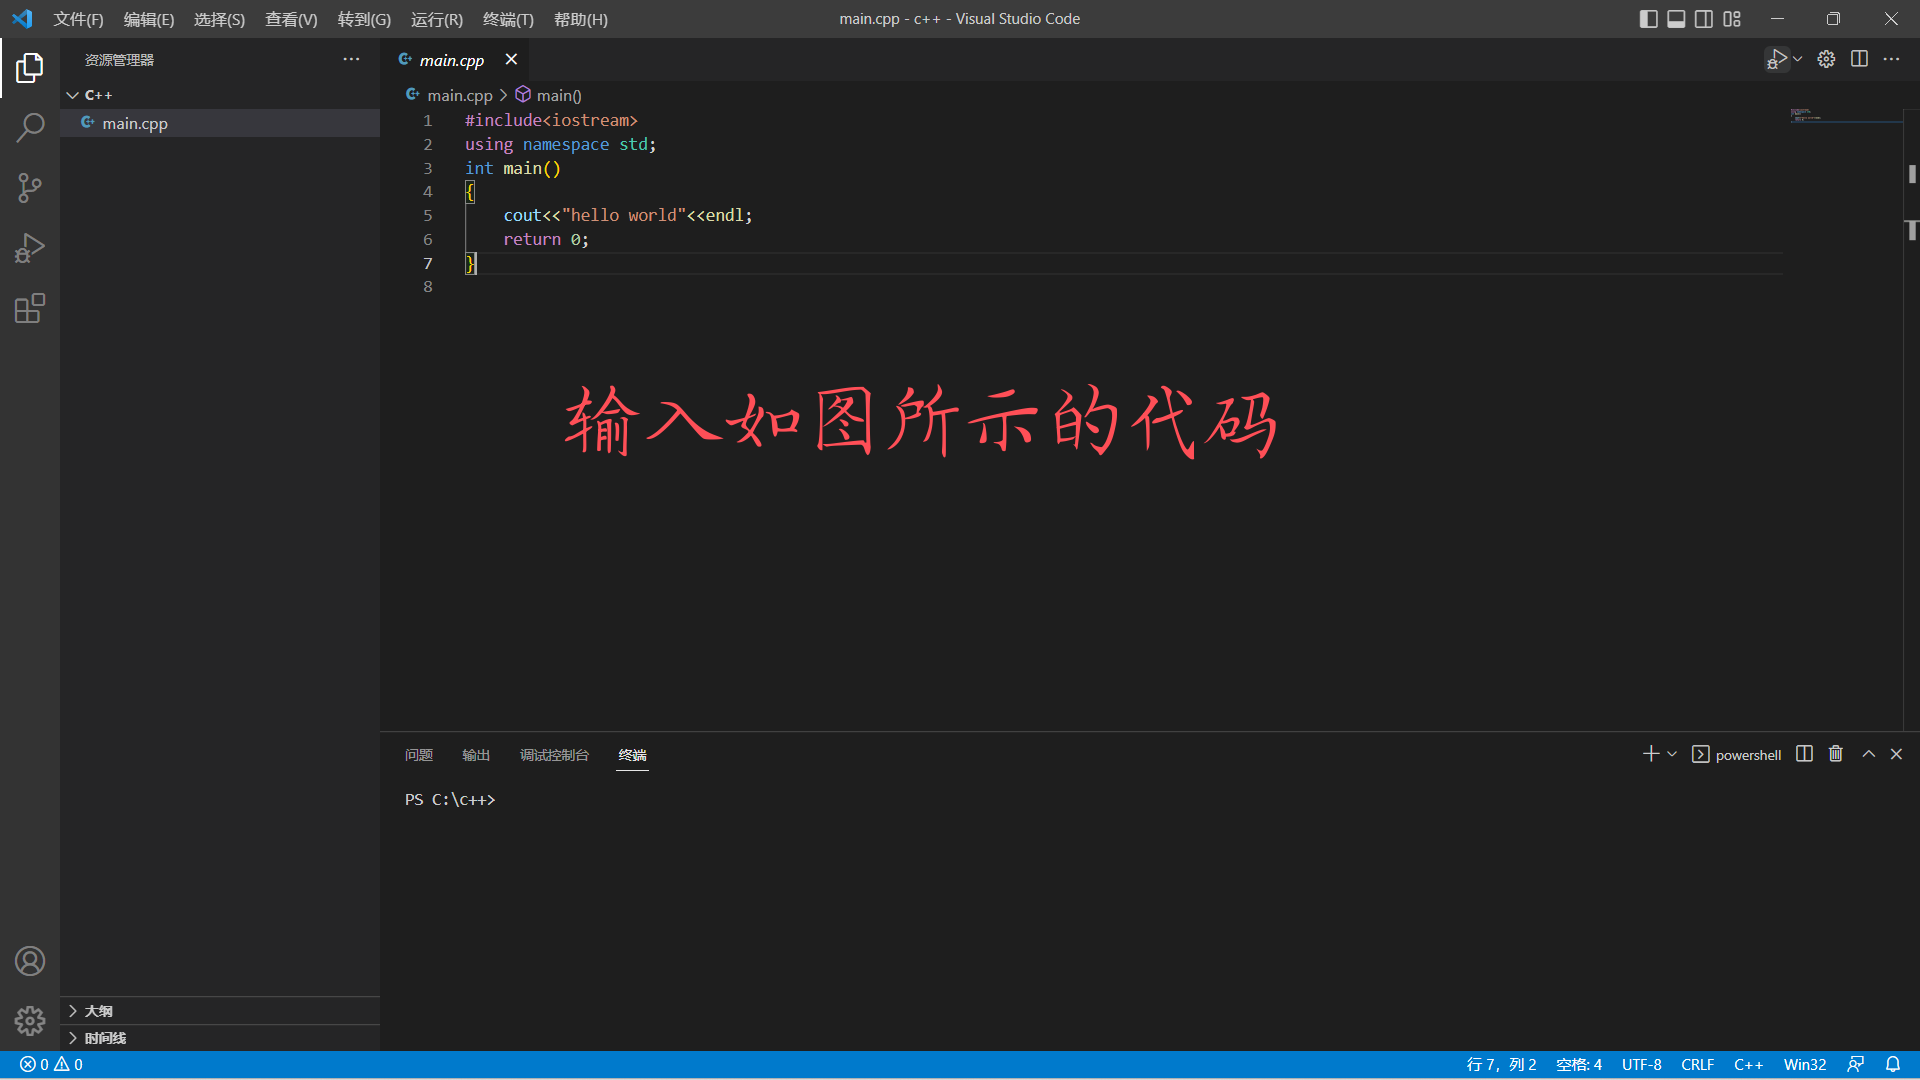 文件(F) 编辑(E) 选择(S) 查看(V) 转到(G) 运行(R) 终端(T) 帮助(H) main.cpp - c++ - Visual Studio Code
资源管理器
C++
main.cpp
main.cpp
main.cpp > main()
1 #include<iostream>
2 using namespace std;
3 int main()
4 {
5     cout<<"hello world"<<endl;
6     return 0;
7 }
8
输入如图所示的代码
问题 输出 调试控制台 终端 powershell
PS C:\c++>
大纲
时间线
0 0 行 7，列 2 空格: 4 UTF-8 CRLF C++ Win32